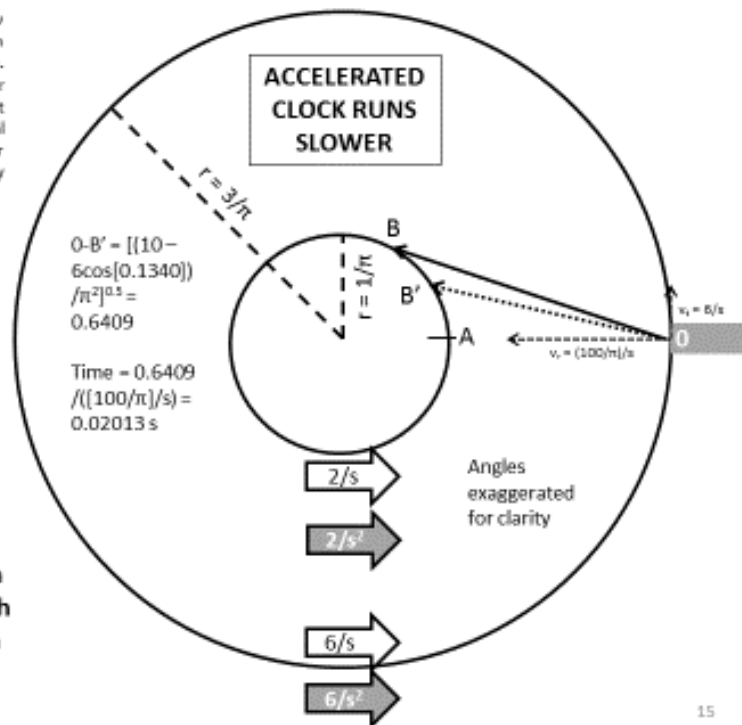 ACCELERATED
CLOCK RUNS
SLOWER
r = 3/π
B
0-B' = [(10 –
6cos[0.1340])
/π²]⁰·⁵ =
0.6409
r = 1/π
B'
A
vₜ = 6/s
0
vᵣ = (100/π)/s
Time = 0.6409
/([100/π]/s) =
0.02013 s
2/s
Angles
exaggerated
for clarity
2/s²
6/s
6/s²
15